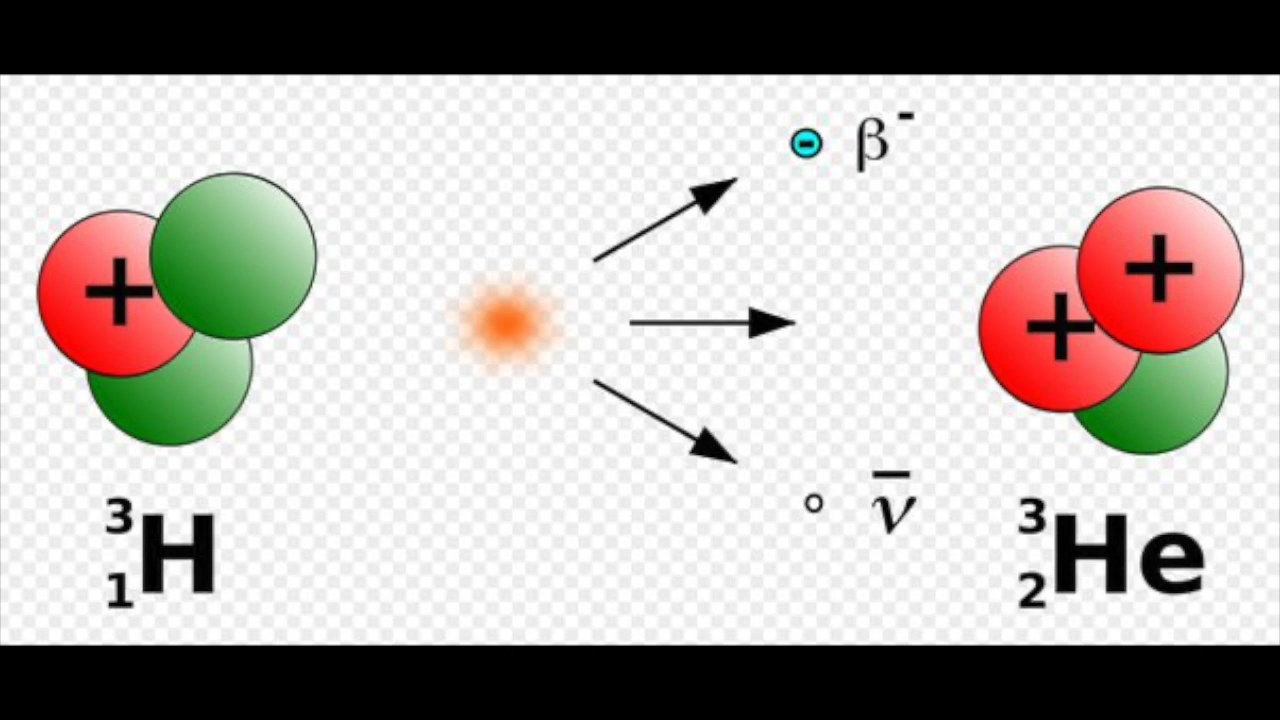 β⁻
+ +
+ +
ν̄
³₁H
³₂He